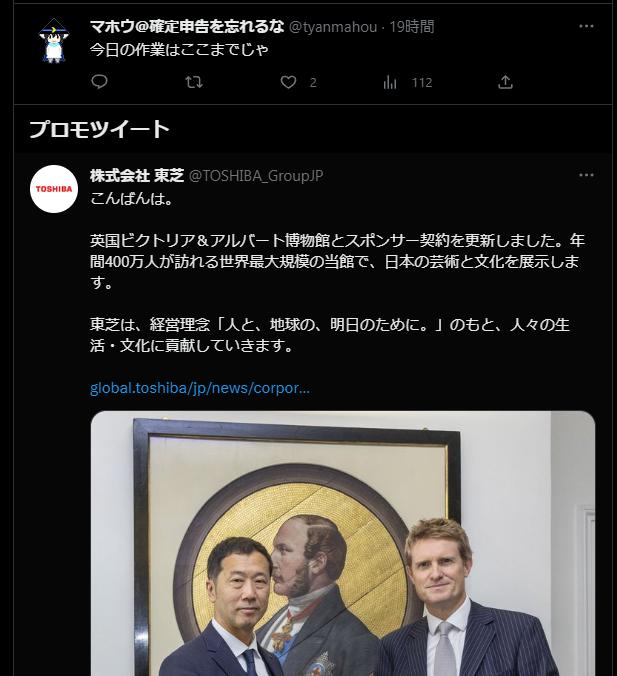 マホウ@確定申告を忘れるな @tyanmahou · 19時間
今日の作業はここまでじゃ
2 112
プロモツイート
TOSHIBA
株式会社 東芝 @TOSHIBA_GroupJP
こんばんは。
英国ビクトリア＆アルバート博物館とスポンサー契約を更新しました。年
間400万人が訪れる世界最大規模の当館で、日本の芸術と文化を展示しま
す。
東芝は、経営理念「人と、地球の、明日のために。」のもと、人々の生
活・文化に貢献していきます。
global.toshiba/jp/news/corpor...